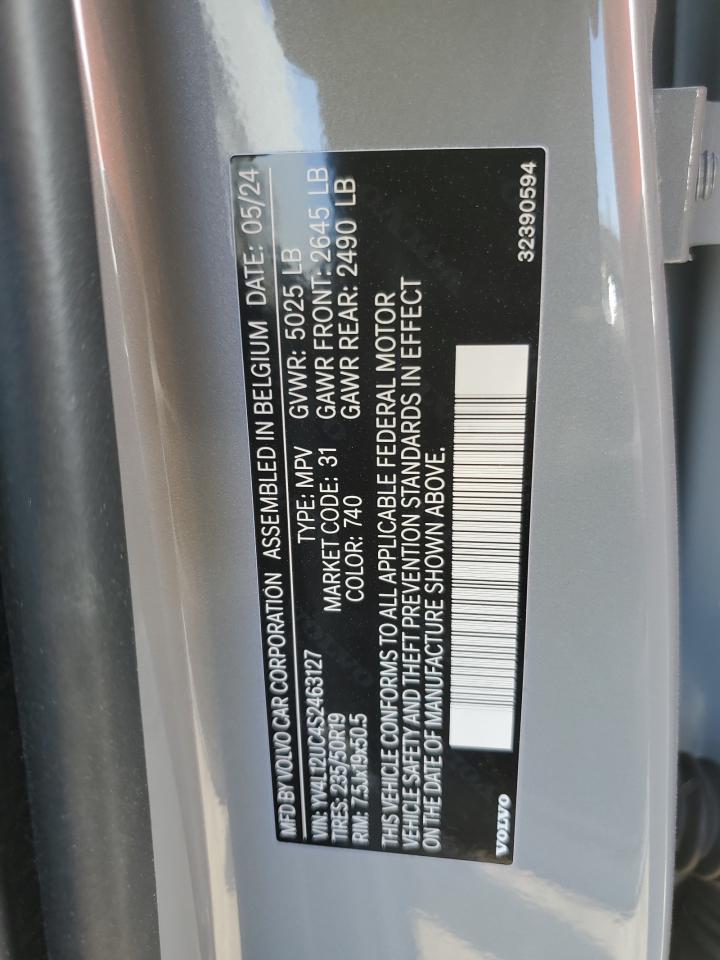 MFD BY VOLVO CAR CORPORATION ASSEMBLED IN BELGIUM DATE: 05/24
VIN: YV4L12UC4S2463127 TYPE: MPV GVWR: 5025 LB
TIRES: 235/50R19 MARKET CODE: 31 GAWR FRONT: 2645 LB
RIM: 7.5Jx19x50.5 COLOR: 740 GAWR REAR: 2490 LB
THIS VEHICLE CONFORMS TO ALL APPLICABLE FEDERAL MOTOR
VEHICLE SAFETY AND THEFT PREVENTION STANDARDS IN EFFECT
ON THE DATE OF MANUFACTURE SHOWN ABOVE.
VOLVO 32390594